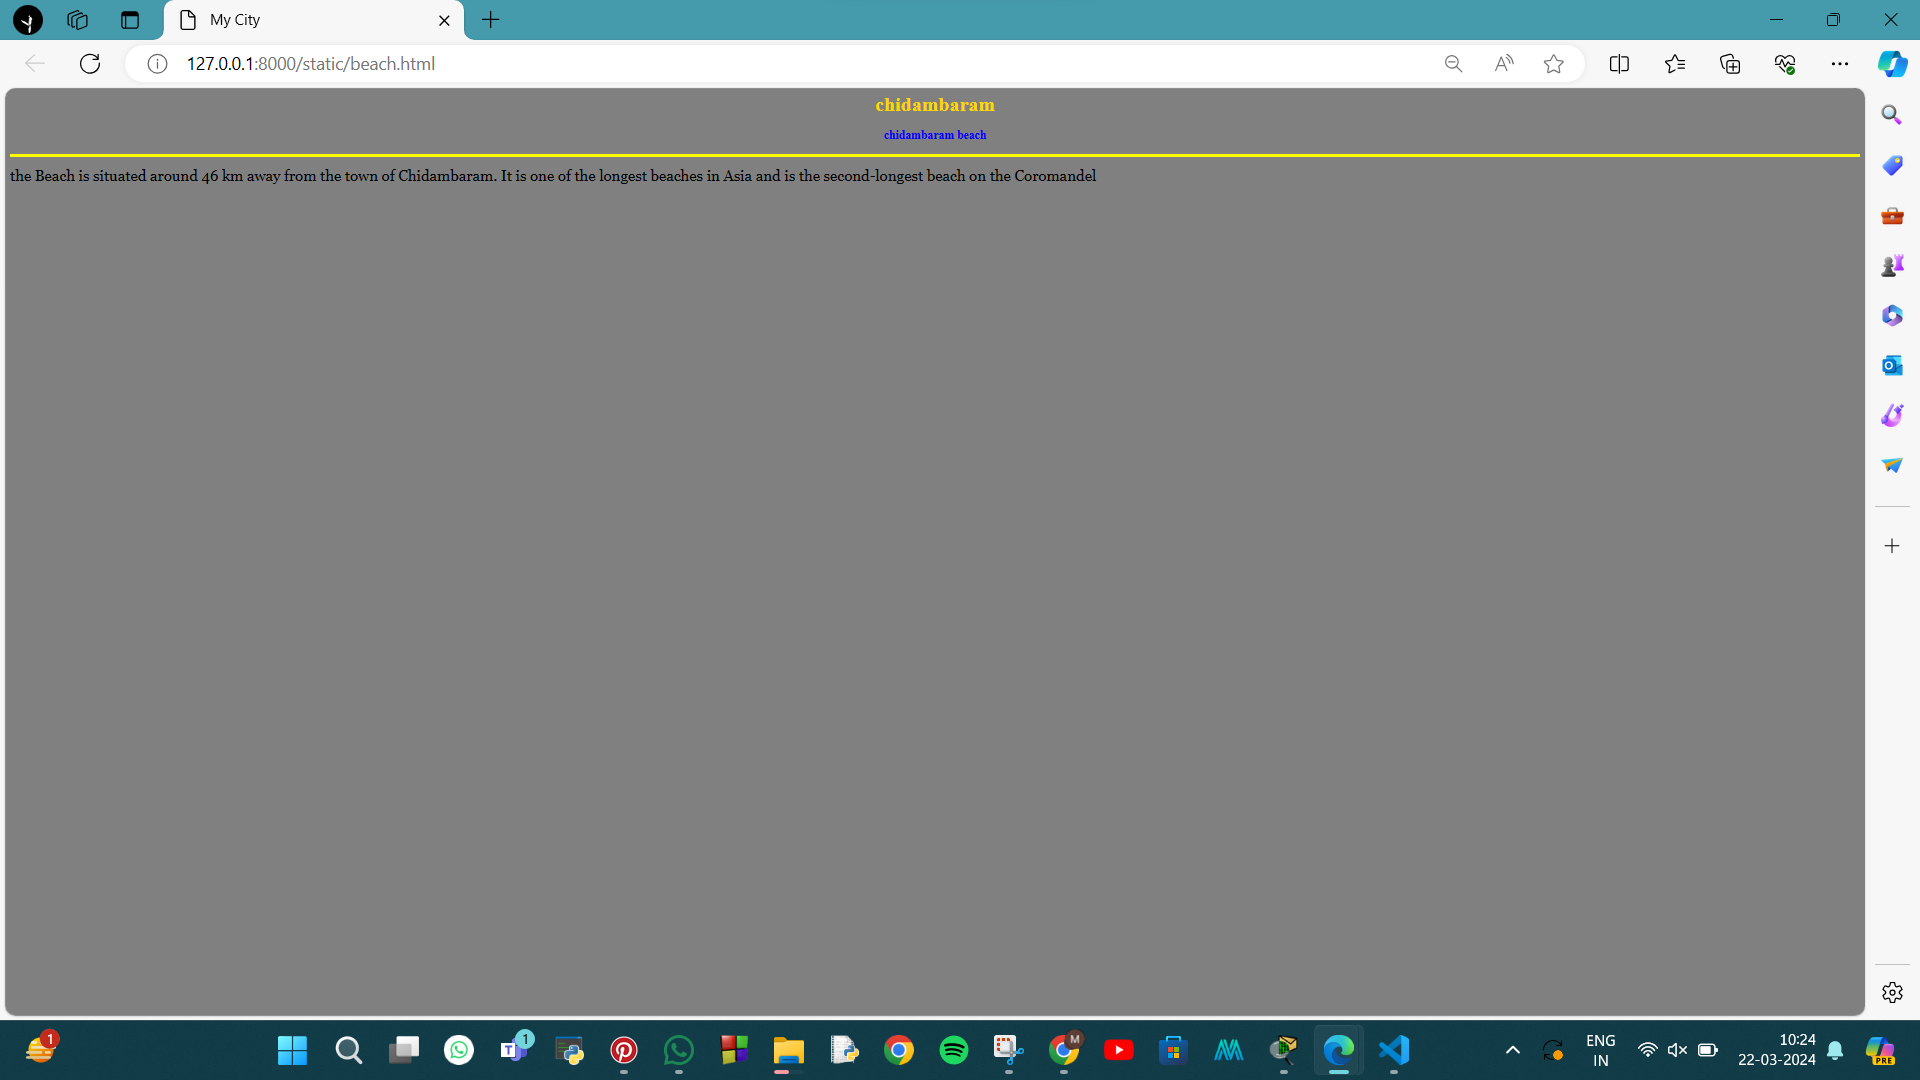 My City
127.0.0.1:8000/static/beach.html
chidambaram
chidambaram beach
the Beach is situated around 46 km away from the town of Chidambaram. It is one of the longest beaches in Asia and is the second-longest beach on the Coromandel
1
1
M
ENG
IN
10:24
22-03-2024
PRE